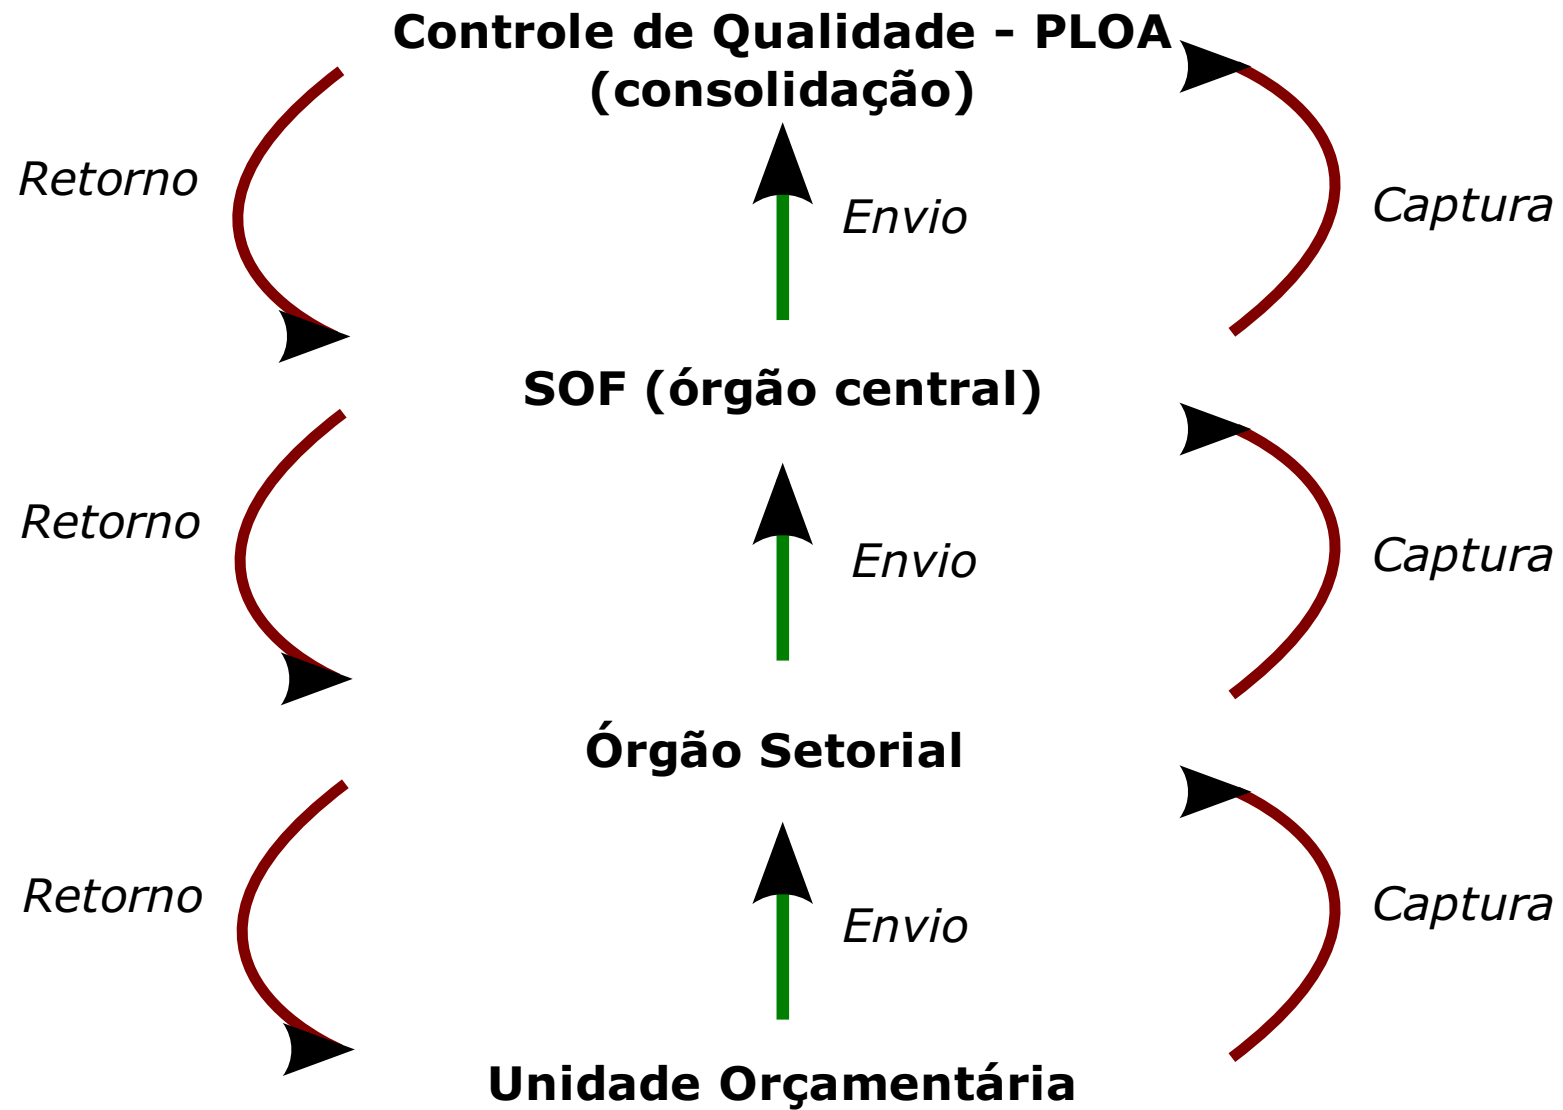 Controle de Qualidade - PLOA
(consolidação)
Retorno
Envio
Captura
SOF (órgão central)
Retorno
Envio
Captura
Órgão Setorial
Retorno
Envio
Captura
Unidade Orçamentária